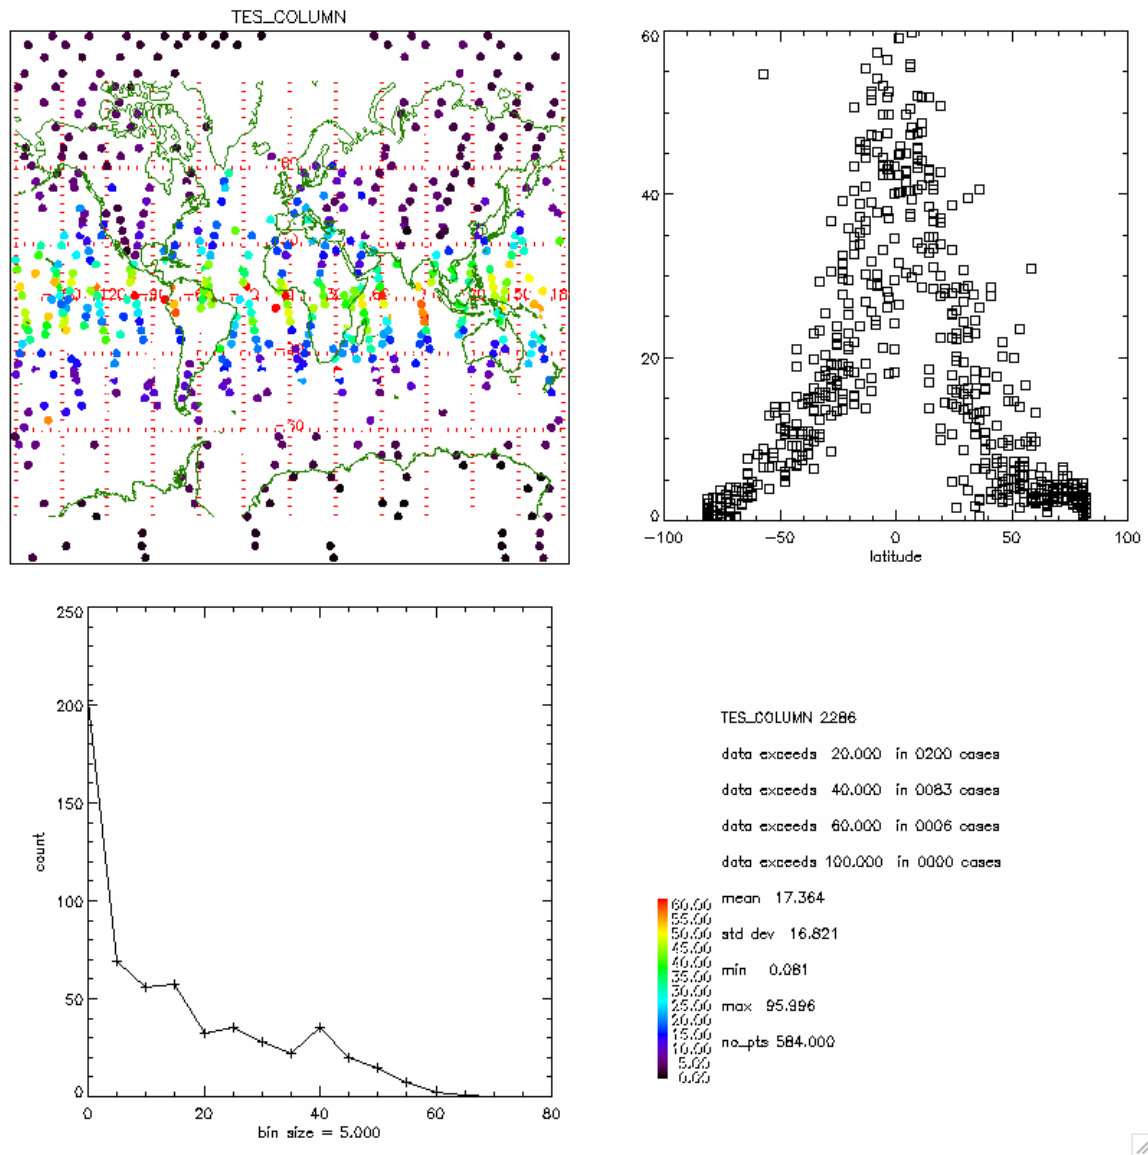 TES_COLUMN
60
40
20
0
-100
-50
0
50
100
latitude
250
200
150
100
50
0
count
0
20
40
60
80
bin size = 5.000
TES_COLUMN 2286
data exceeds 20.000 in 0200 cases
data exceeds 40.000 in 0083 cases
data exceeds 60.000 in 0006 cases
data exceeds 100.000 in 0000 cases
mean 17.364
std dev 16.821
min 0.081
max 95.996
no_pts 584.000
60.00
55.00
50.00
45.00
40.00
35.00
30.00
25.00
20.00
15.00
10.00
5.00
0.00